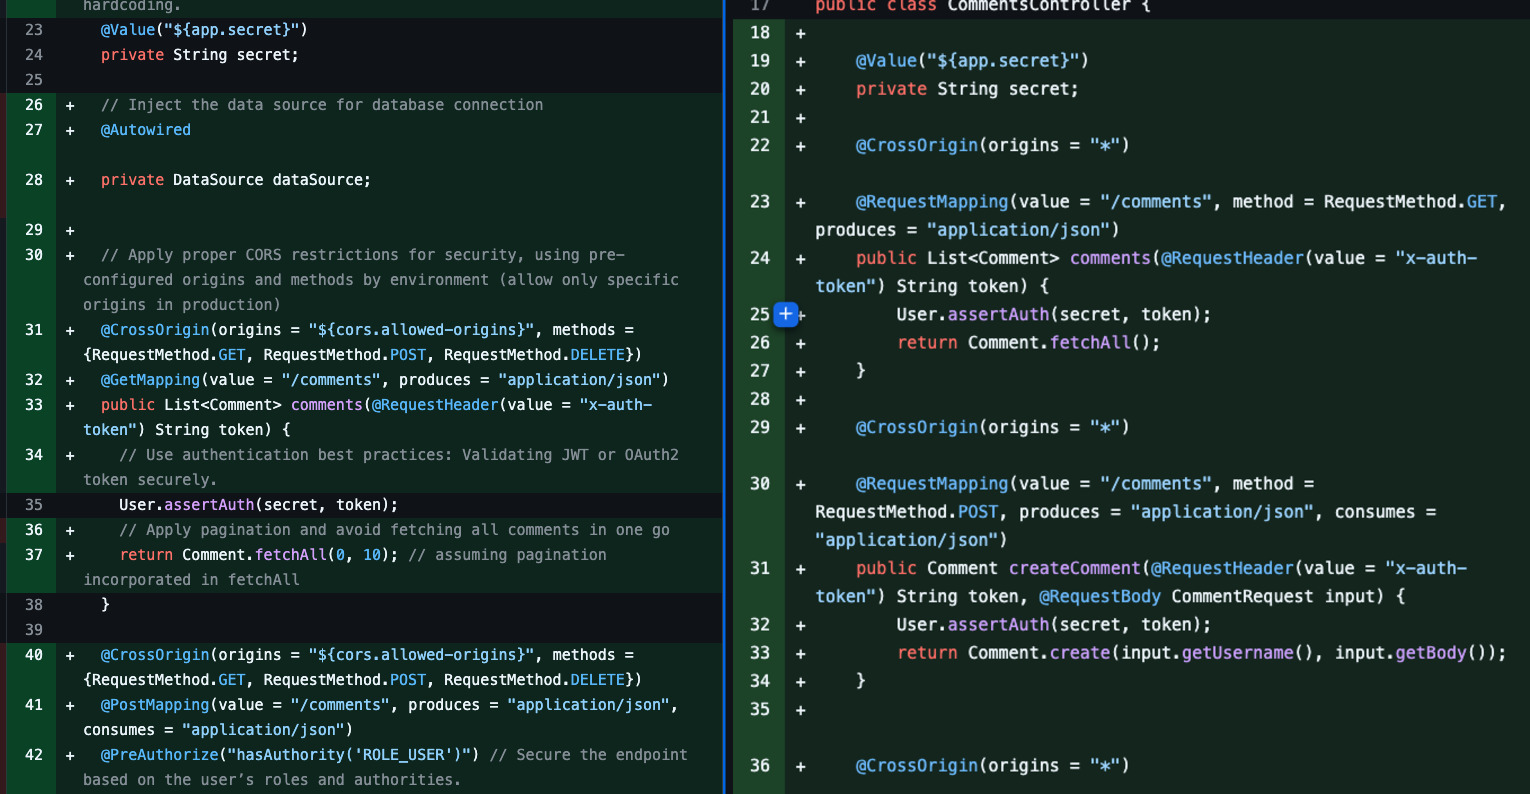 hardcoding.
23 @Value("${app.secret}")
24 private String secret;
25
26 + // Inject the data source for database connection
27 + @Autowired
28 + private DataSource dataSource;
29 +
30 + // Apply proper CORS restrictions for security, using pre-
configured origins and methods by environment (allow only specific
origins in production)
31 + @CrossOrigin(origins = "${cors.allowed-origins}", methods =
{RequestMethod.GET, RequestMethod.POST, RequestMethod.DELETE})
32 + @GetMapping(value = "/comments", produces = "application/json")
33 + public List<Comment> comments(@RequestHeader(value = "x-auth-
token") String token) {
34 + // Use authentication best practices: Validating JWT or OAuth2
token securely.
35 User.assertAuth(secret, token);
36 + // Apply pagination and avoid fetching all comments in one go
37 + return Comment.fetchAll(0, 10); // assuming pagination
incorporated in fetchAll
38 }
39
40 + @CrossOrigin(origins = "${cors.allowed-origins}", methods =
{RequestMethod.GET, RequestMethod.POST, RequestMethod.DELETE})
41 + @PostMapping(value = "/comments", produces = "application/json",
consumes = "application/json")
42 + @PreAuthorize("hasAuthority('ROLE_USER')") // Secure the endpoint
based on the user’s roles and authorities.
17 public class CommentsController {
18 +
19 + @Value("${app.secret}")
20 + private String secret;
21 +
22 + @CrossOrigin(origins = "*")
23 + @RequestMapping(value = "/comments", method = RequestMethod.GET,
produces = "application/json")
24 + public List<Comment> comments(@RequestHeader(value = "x-auth-
token") String token) {
25 + User.assertAuth(secret, token);
26 + return Comment.fetchAll();
27 + }
28 +
29 + @CrossOrigin(origins = "*")
30 + @RequestMapping(value = "/comments", method =
RequestMethod.POST, produces = "application/json", consumes =
"application/json")
31 + public Comment createComment(@RequestHeader(value = "x-auth-
token") String token, @RequestBody CommentRequest input) {
32 + User.assertAuth(secret, token);
33 + return Comment.create(input.getUsername(), input.getBody());
34 + }
35 +
36 + @CrossOrigin(origins = "*")